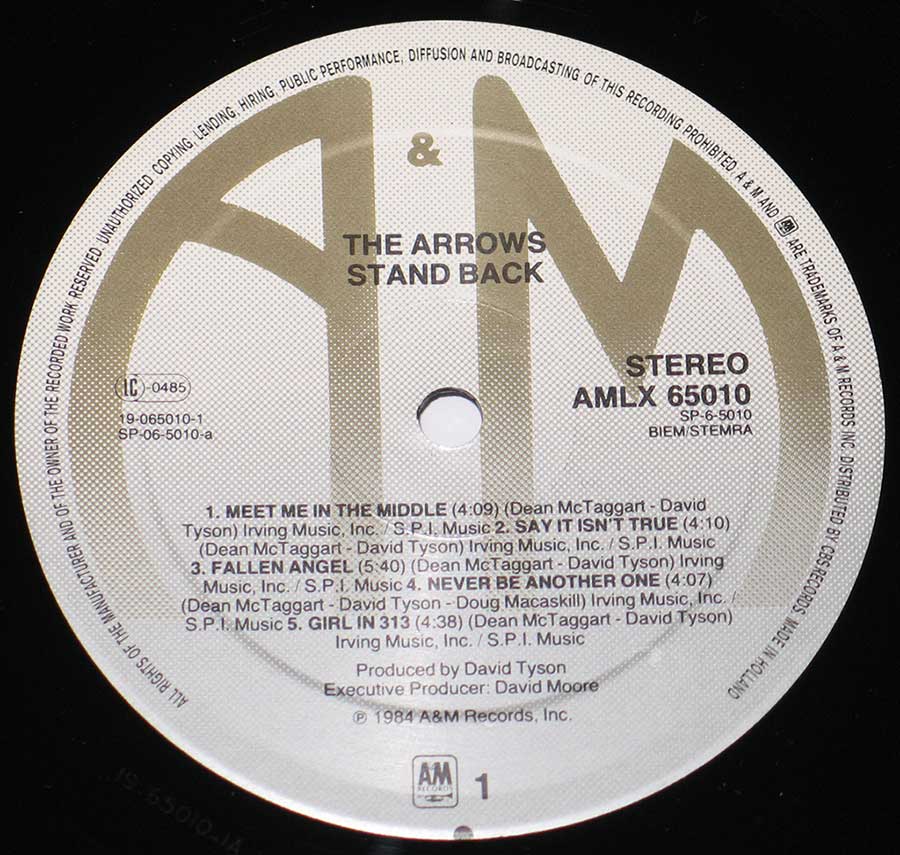 ALL RIGHTS OF THE MANUFACTURER AND OF THE OWNER OF THE RECORDED WORK RESERVED. UNAUTHORIZED COPYING, LENDING, HIRING, PUBLIC PERFORMANCE, DIFFUSION AND BROADCASTING OF THIS RECORDING PROHIBITED A & M AND AM ARE TRADEMARKS OF A & M RECORDS INC. DISTRIBUTED BY CBS RECORDS MADE IN HOLLAND
A & M
THE ARROWS
STAND BACK
STEREO
AMLX 65010
SP-6-5010
BIEM/STEMRA
LC-0485
19-065010-1
SP-06-5010-a
1. MEET ME IN THE MIDDLE (4:09) (Dean McTaggart - David
Tyson) Irving Music, Inc. / S.P.I. Music 2. SAY IT ISN'T TRUE (4:10)
(Dean McTaggart - David Tyson) Irving Music, Inc. / S.P.I. Music
3. FALLEN ANGEL (5:40) (Dean McTaggart - David Tyson) Irving
Music, Inc. / S.P.I. Music 4. NEVER BE ANOTHER ONE (4:07)
(Dean McTaggart - David Tyson - Doug Macaskill) Irving Music, Inc. /
S.P.I. Music 5. GIRL IN 313 (4:38) (Dean McTaggart - David Tyson)
Irving Music, Inc. / S.P.I. Music
Produced by David Tyson
Executive Producer: David Moore
℗ 1984 A&M Records, Inc.
AM RECORDS 1